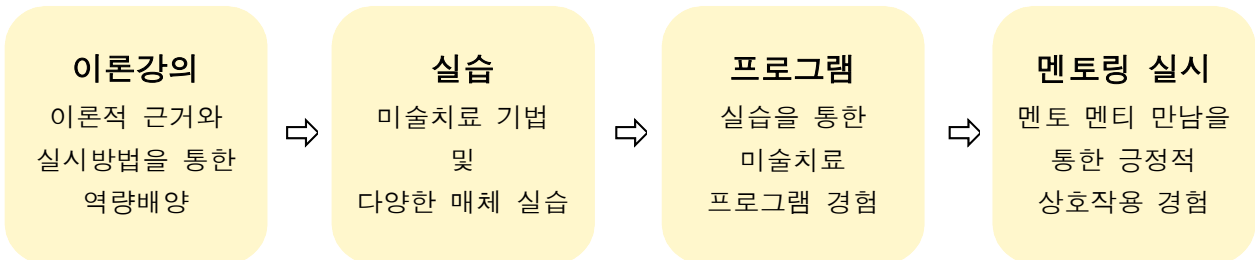 이론강의
이론적 근거와
실시방법을 통한
역량배양
실습
미술치료 기법
및
다양한 매체 실습
프로그램
실습을 통한
미술치료
프로그램 경험
멘토링 실시
멘토 멘티 만남을
통한 긍정적
상호작용 경험